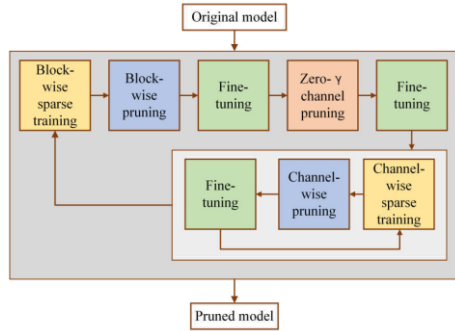 Original model
Block-
wise
sparse
training
Block-
wise
pruning
Fine-
tuning
Zero- γ
channel
pruning
Fine-
tuning
Fine-
tuning
Channel-
wise
pruning
Channel-
wise
sparse
training
Pruned model